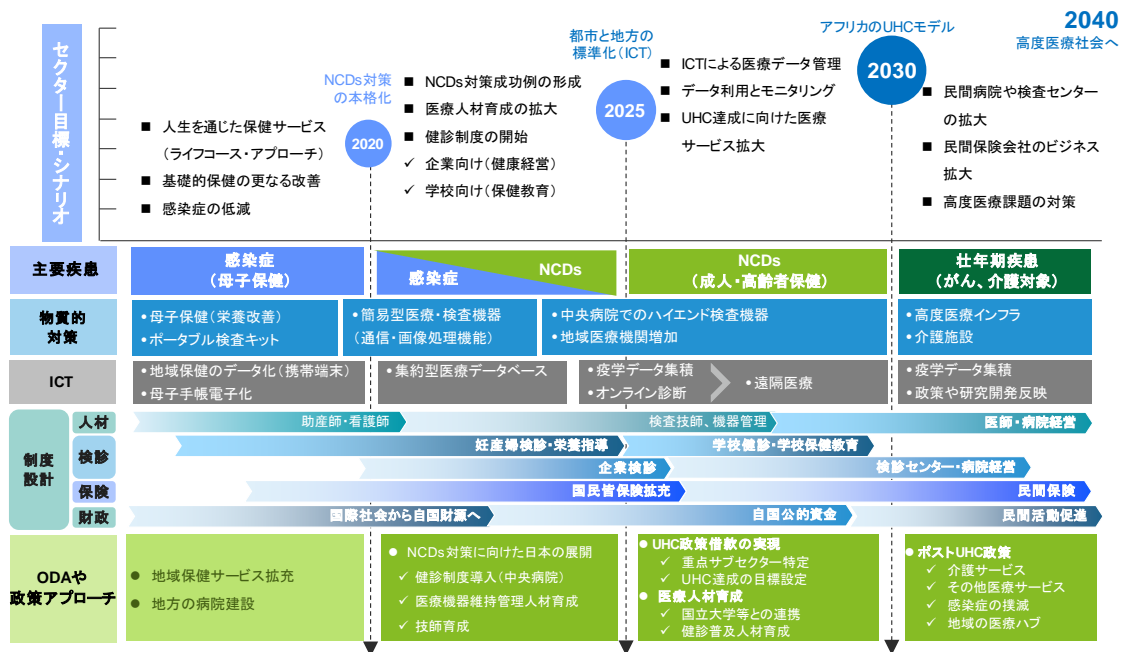 セクター目標・シナリオ
人生を通じた保健サービス
(ライフコース・アプローチ)
基礎的保健の更なる改善
感染症の低減
NCDs対策
の本格化
2020
NCDs対策成功例の形成
医療人材育成の拡大
健診制度の開始
企業向け(健康経営)
学校向け(保健教育)
都市と地方の
標準化(ICT)
2025
ICTによる医療データ管理
データ利用とモニタリング
UHC達成に向けた医療
サービス拡大
アフリカのUHCモデル
2030
2040
高度医療社会へ
民間病院や検査センター
の拡大
民間保険会社のビジネス
拡大
高度医療課題の対策
主要疾患
感染症
(母子保健)
感染症
NCDs
NCDs
(成人・高齢者保健)
壮年期疾患
(がん、介護対象)
物質的
対策
•母子保健(栄養改善)
•ポータブル検査キット
•簡易型医療・検査機器
(通信・画像処理機能)
•中央病院でのハイエンド検査機器
•地域医療機関増加
•高度医療インフラ
•介護施設
ICT
•地域保健のデータ化(携帯端末)
•母子手帳電子化
•集約型医療データベース
•疫学データ集積
•オンライン診断
•遠隔医療
•疫学データ集積
•政策や研究開発反映
制度
設計
人材
助産師・看護師
検査技師、機器管理
医師・病院経営
検診
妊産婦検診・栄養指導
学校健診・学校保健教育
企業検診
検診センター・病院経営
保険
国民皆保険拡充
民間保険
財政
国際社会から自国財源へ
自国公的資金
民間活動促進
ODAや
政策アプローチ
地域保健サービス拡充
地方の病院建設
NCDs対策に向けた日本の展開
健診制度導入(中央病院)
医療機器維持管理人材育成
技師育成
UHC政策借款の実現
重点サブセクター特定
UHC達成の目標設定
医療人材育成
国立大学等との連携
健診普及人材育成
ポストUHC政策
介護サービス
その他医療サービス
感染症の撲滅
地域の医療ハブ